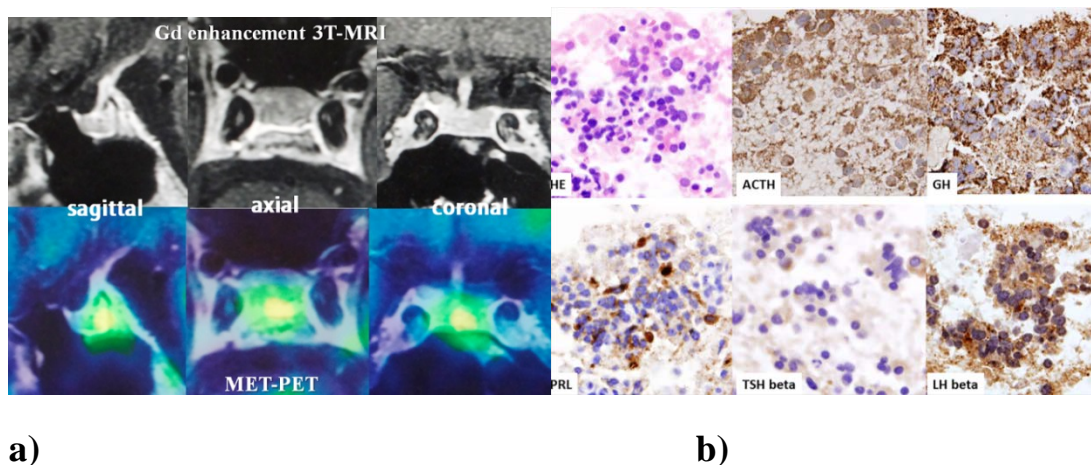 Gd enhancement 3T-MRI
sagittal axial coronal
MET-PET
HE ACTH GH
PRL TSH beta LH beta
a) b)